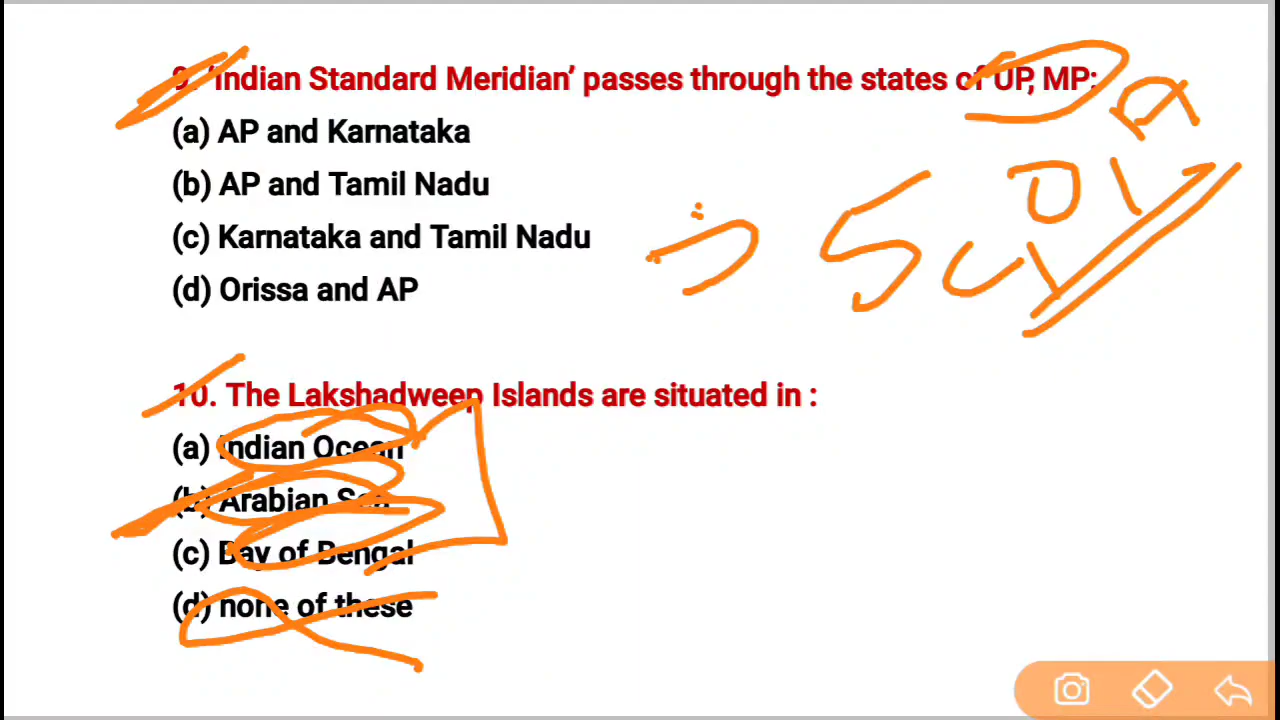 9. 'Indian Standard Meridian' passes through the states of UP, MP:
(a) AP and Karnataka
(b) AP and Tamil Nadu
(c) Karnataka and Tamil Nadu
(d) Orissa and AP
10. The Lakshadweep Islands are situated in :
(a) Indian Ocean
(b) Arabian Sea
(c) Bay of Bengal
(d) none of these